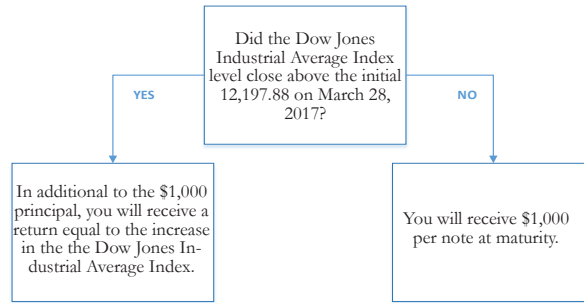 Did the Dow Jones
Industrial Average Index
level close above the initial
12,197.88 on March 28,
2017?
YES
NO
In additional to the $1,000
principal, you will receive a
return equal to the increase
in the the Dow Jones In-
dustrial Average Index.
You will receive $1,000
per note at maturity.